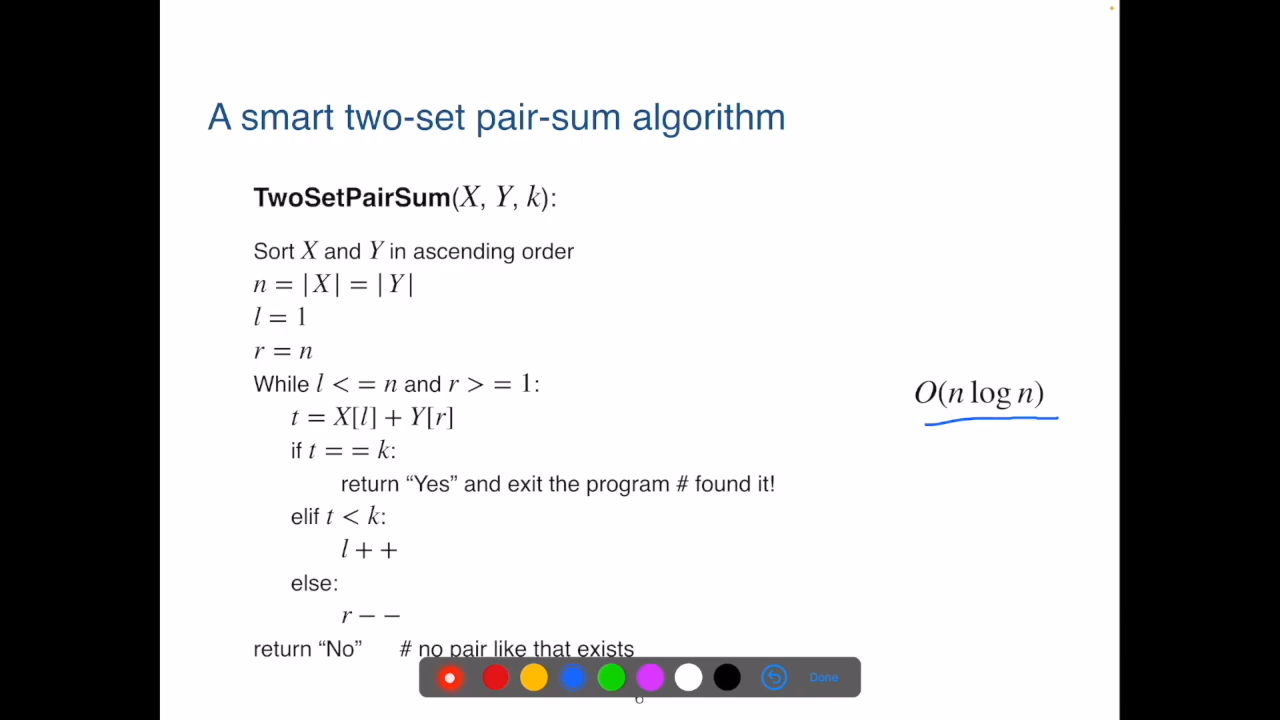 A smart two-set pair-sum algorithm
TwoSetPairSum(X, Y, k):
Sort X and Y in ascending order
n = |X| = |Y|
l = 1
r = n
While l < = n and r > = 1:
t = X[l] + Y[r]
if t = = k:
return “Yes” and exit the program # found it!
elif t < k:
l + +
else:
r − −
return “No” # no pair like that exists
O(n log n)
Done
6